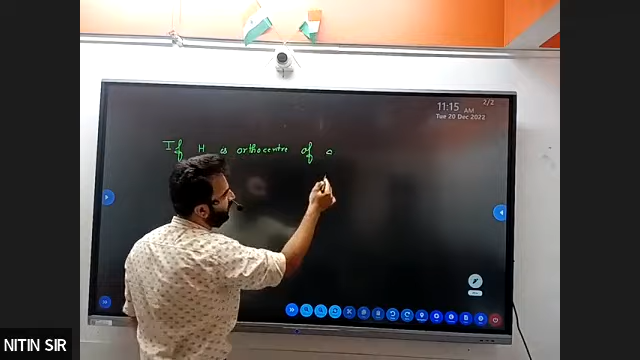 11:15 AM
2/2
Tue 20 Dec 2022
If H is orthocentre of
NITIN SIR